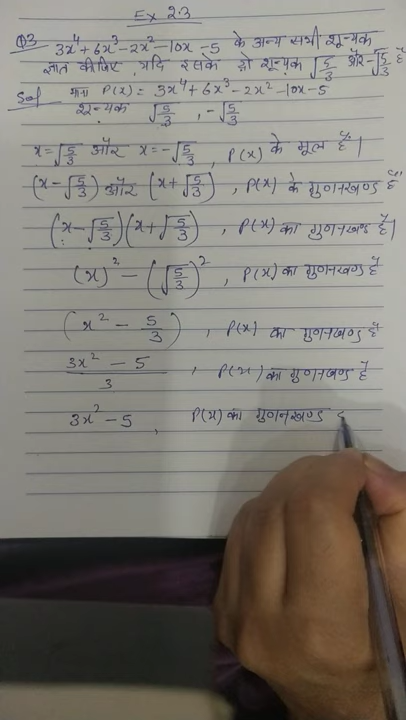 Ex 2.3
Q3 3x⁴+6x³-2x²-10x-5 के अन्य सभी शून्यक
ज्ञात कीजिए, यदि इसके दो शून्यक √5/3 और -√5/3 है
Sol माना P(x) = 3x⁴+6x³-2x²-10x-5
शून्यक √5/3 , -√5/3
x=√5/3 और x=-√5/3 , P(x) के मूल हैं।
(x-√5/3) और (x+√5/3) , P(x) के गुणनखण्ड हैं
(x-√5/3)(x+√5/3) , P(x) का गुणनखण्ड है।
(x)² - (√5/3)² , P(x) का गुणनखण्ड है
(x² - 5/3) , P(x) का गुणनखण्ड है
3x² - 5/3 , P(x) का गुणनखण्ड है
3x² - 5 , P(x) का गुणनखण्ड